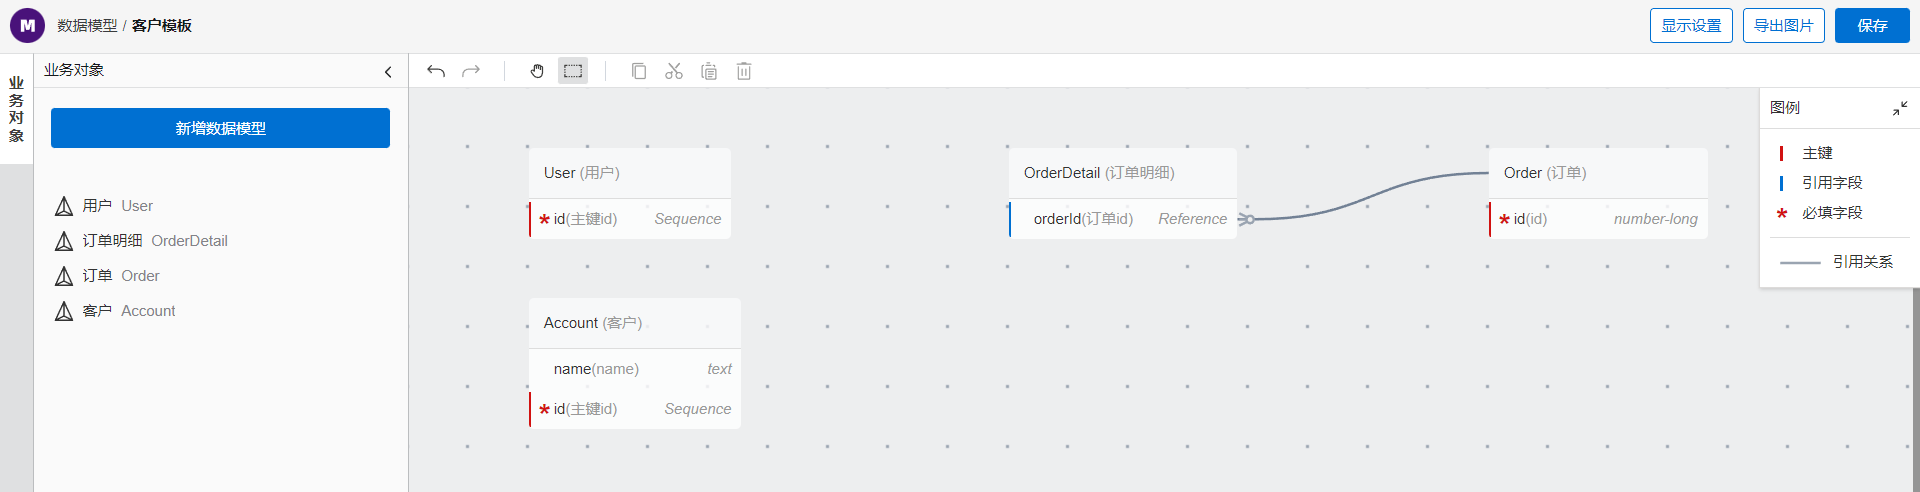 M 数据模型 / 客户模板 显示设置 导出图片 保存
业务对象
业务对象
新增数据模型
用户 User
订单明细 OrderDetail
订单 Order
客户 Account
User (用户)
*id(主键id) Sequence
OrderDetail (订单明细)
orderId(订单id) Reference
Order (订单)
*id(id) number-long
Account (客户)
name(name) text
*id(主键id) Sequence
图例
主键
引用字段
* 必填字段
引用关系